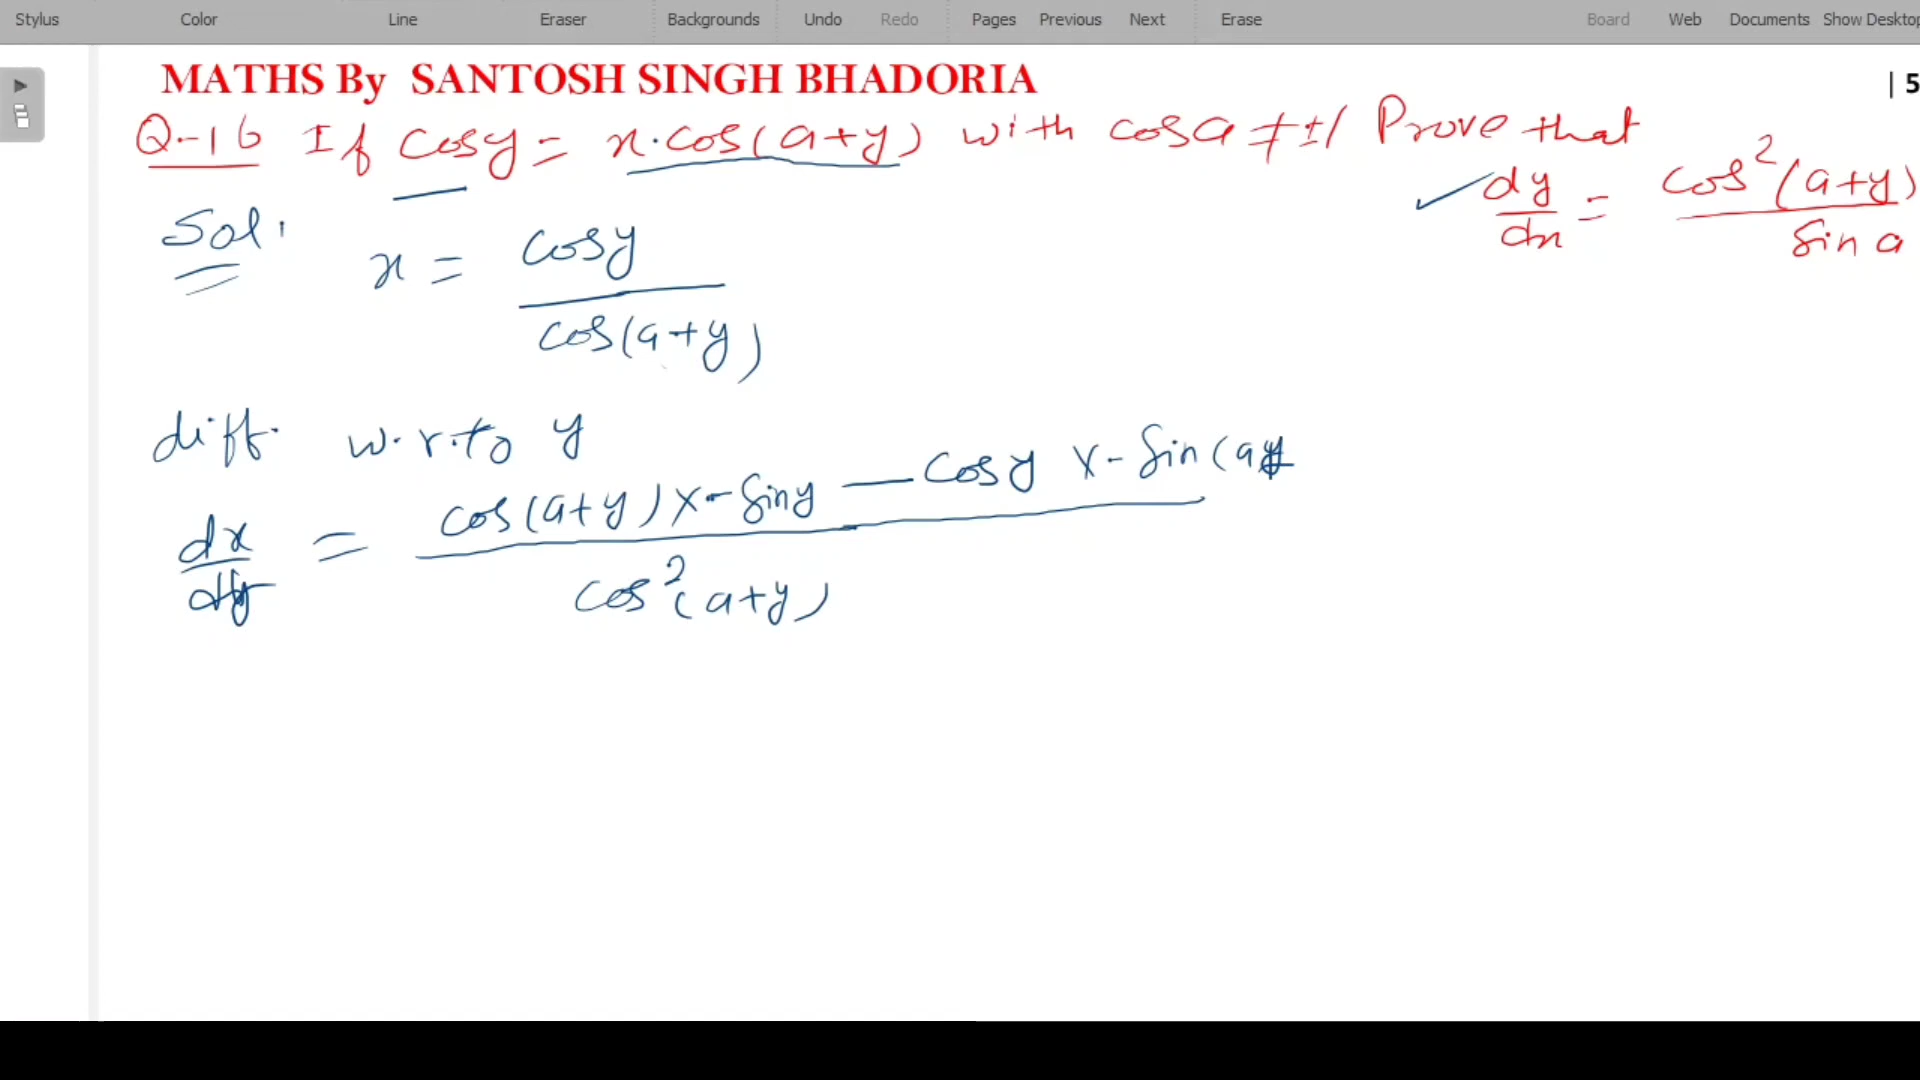 Stylus Color Line Eraser Backgrounds Undo Redo Pages Previous Next Erase Board Web Documents Show Desktop
MATHS By SANTOSH SINGH BHADORIA | 5
Q-16 If cosy = x.cos(a+y) with cosa ≠ ±1 Prove that
dy/dx = cos²(a+y)/sin a
Sol:
x = cosy/cos(a+y)
diff. w.r.to y
dx/dy = cos(a+y) x - siny - cosy x - sin(a+y
cos²(a+y)